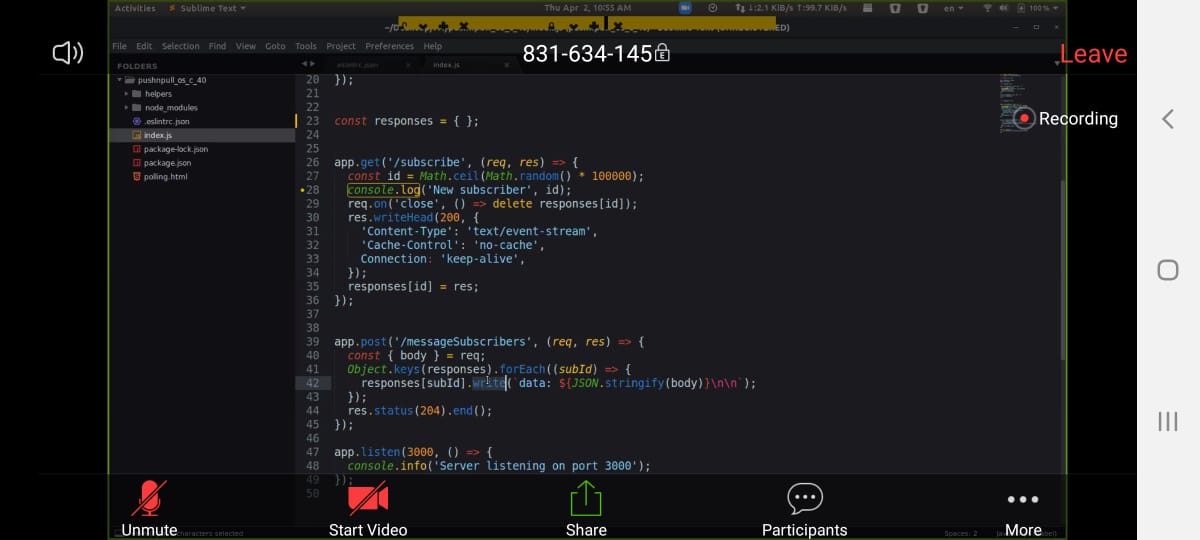 Activities Sublime Text
Thu Apr 2, 10:55 AM
↑↓:2.1 KiB/s ↑:99.7 KiB/s
en
100 %
File Edit Selection Find View Goto Tools Project Preferences Help
831-634-145
Leave
Recording
FOLDERS
pushnpull_os_c_40
helpers
node_modules
.eslintrc.json
index.js
package-lock.json
package.json
polling.html
eslintrc.json index.js
20 });
21
22
23 const responses = { };
24
25
26 app.get('/subscribe', (req, res) => {
27 const id = Math.ceil(Math.random() * 100000);
28 console.log('New subscriber', id);
29 req.on('close', () => delete responses[id]);
30 res.writeHead(200, {
31 'Content-Type': 'text/event-stream',
32 'Cache-Control': 'no-cache',
33 Connection: 'keep-alive',
34 });
35 responses[id] = res;
36 });
37
38
39 app.post('/messageSubscribers', (req, res) => {
40 const { body } = req;
41 Object.keys(responses).forEach((subId) => {
42 responses[subId].write(`data: ${JSON.stringify(body)}\n\n`);
43 });
44 res.status(204).end();
45 });
46
47 app.listen(3000, () => {
48 console.info('Server listening on port 3000');
49 });
50
characters selected
Spaces: 2
Unmute
Start Video
Share
Participants
More